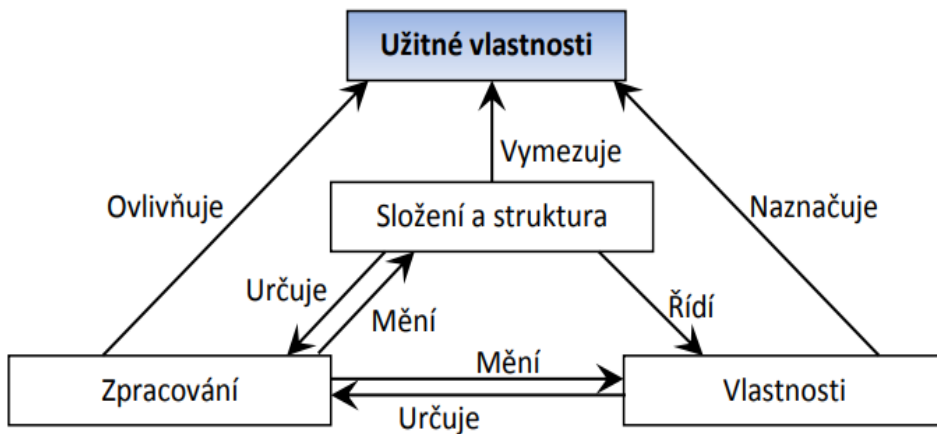 Užitné vlastnosti
Vymezuje
Ovlivňuje
Naznačuje
Složení a struktura
Určuje
Mění
Řídí
Zpracování
Mění
Určuje
Vlastnosti